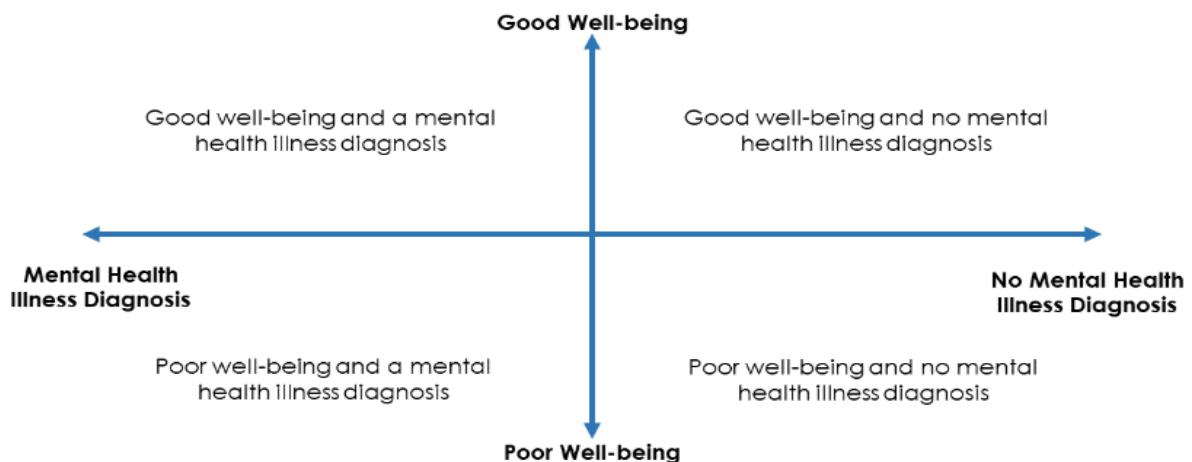 Good Well-being
Good well-being and a mental
health illness diagnosis
Good well-being and no mental
health illness diagnosis
Mental Health
Illness Diagnosis
No Mental Health
Illness Diagnosis
Poor well-being and a mental
health illness diagnosis
Poor well-being and no mental
health illness diagnosis
Poor Well-being